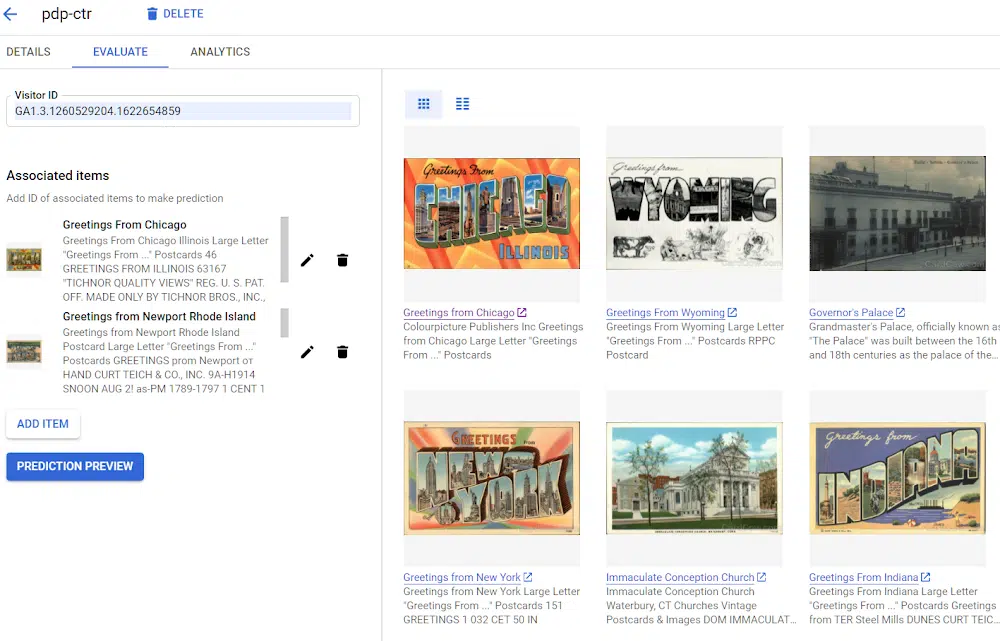 pdp-ctr
DELETE
DETAILS
EVALUATE
ANALYTICS
Visitor ID
GA1.3.1260529204.1622654859
Associated items
Add ID of associated items to make prediction
Greetings From Chicago
Greetings From Chicago Illinois Large Letter
"Greetings From ..." Postcards 46
GREETINGS FROM ILLINOIS 63167
"TICHNOR QUALITY VIEWS" REG. U. S. PAT.
OFF. MADE ONLY BY TICHNOR BROS., INC.,
Greetings from Newport Rhode Island
Greetings from Newport Rhode Island
Postcard Large Letter "Greetings From ..."
Postcards GREETINGS prom Newport от
HAND CURT TEICH & CO., INC. 9A-H1914
SNOON AUG 2! as-PM 1789-1797 1 CENT 1
ADD ITEM
PREDICTION PREVIEW
Greetings From
CHICAGO
ILLINOIS
Greetings from Chicago
Colourpicture Publishers Inc Greetings
from Chicago Large Letter "Greetings
From ..." Postcards
Greetings from...
WYOMING
Greetings From Wyoming
Greetings From Wyoming Large Letter
"Greetings From ..." Postcards RPPC
Postcard
Governor's Palace
Grandmaster's Palace, officially known as
"The Palace" was built between the 16th
and 18th centuries as the palace of the...
GREETINGS from
NEW YORK
Greetings from New York
Greetings from New York Large Letter
"Greetings From ..." Postcards 151
GREETINGS 1 032 CET 50 IN
Immaculate Conception Church
Immaculate Conception Church
Waterbury, CT Churches Vintage
Postcards & Images DOM IMMACULAT...
Greetings from
INDIANA
Greetings From Indiana
Greetings From Indiana Large Letter
"Greetings From ..." Postcards Greetings
from TER Steel Mills DUNES CURT TEIC...